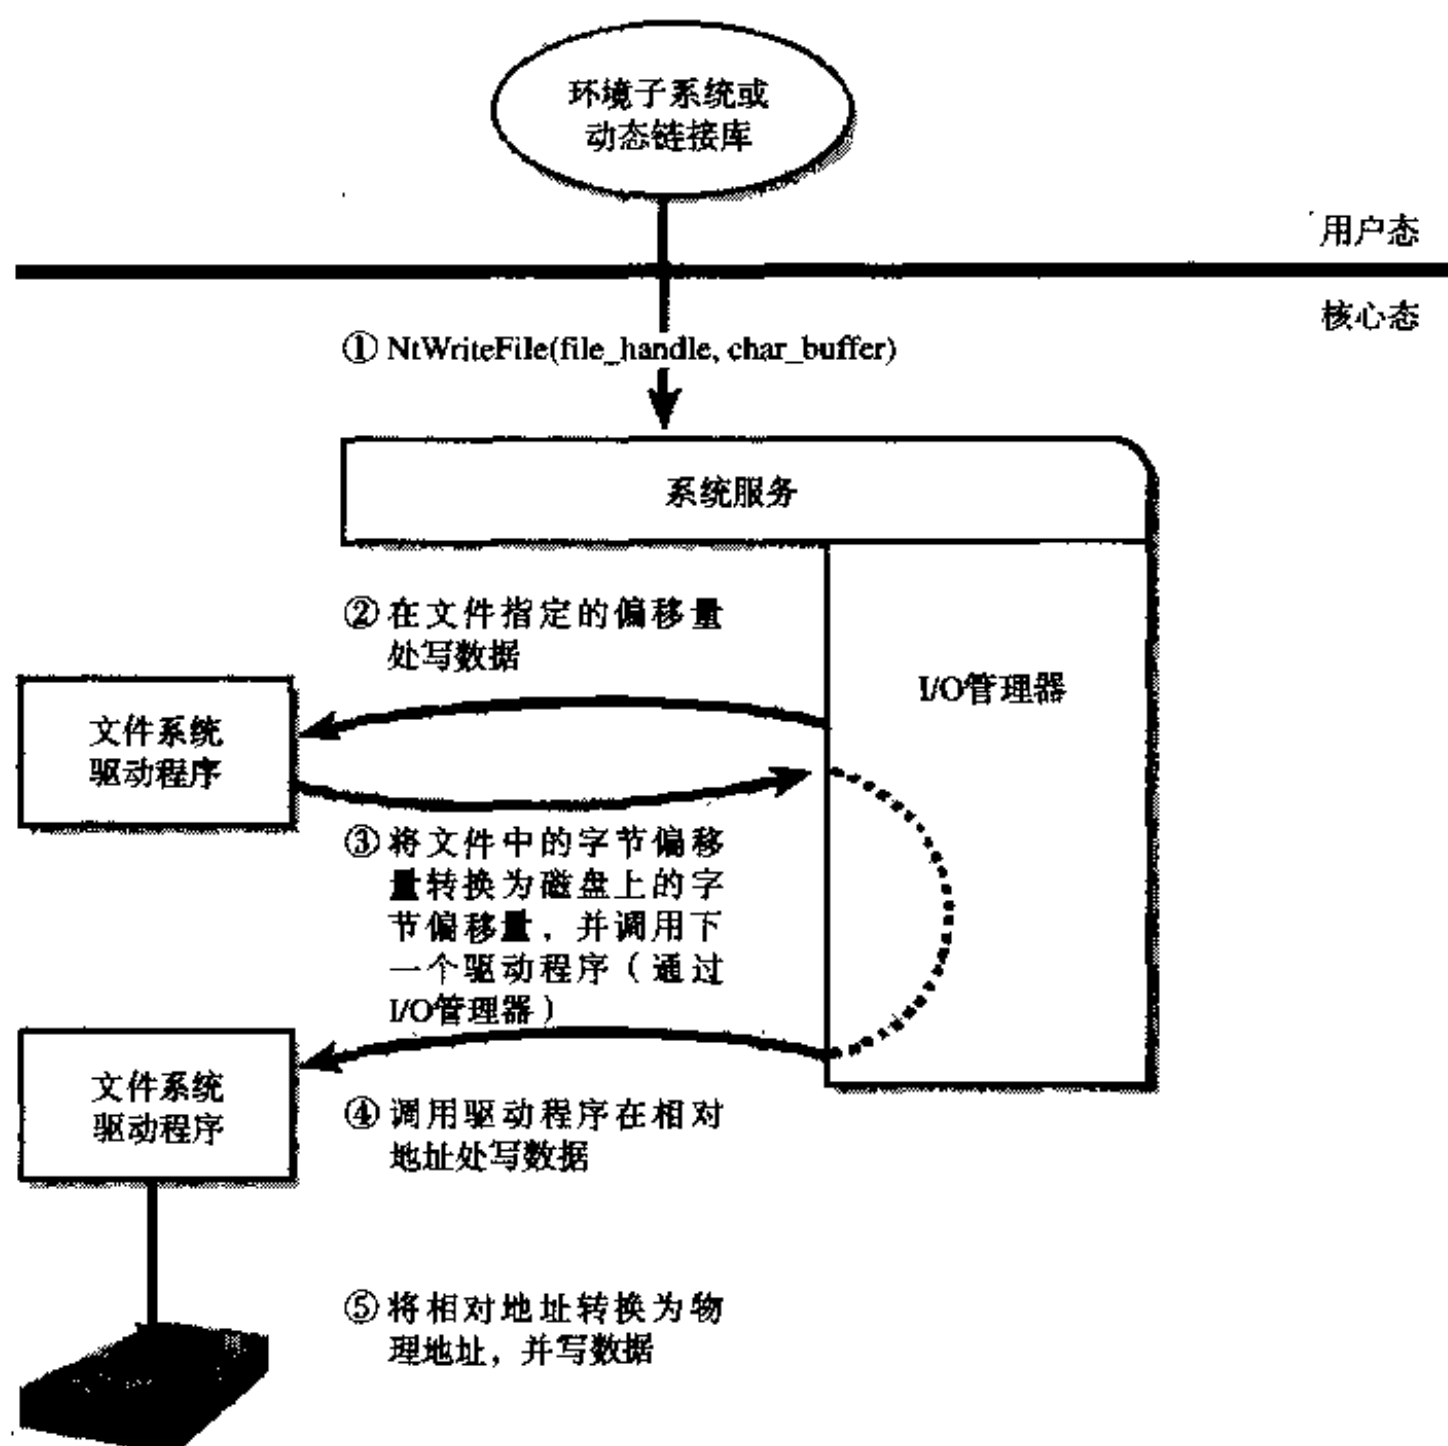 环境子系统或
动态链接库
用户态
核心态
① NtWriteFile(file_handle, char_buffer)
系统服务
② 在文件指定的偏移量
处写数据
I/O管理器
文件系统
驱动程序
③ 将文件中的字节偏移
量转换为磁盘上的字
节偏移量，并调用下
一个驱动程序（通过
I/O管理器）
文件系统
驱动程序
④ 调用驱动程序在相对
地址处写数据
⑤ 将相对地址转换为物
理地址，并写数据